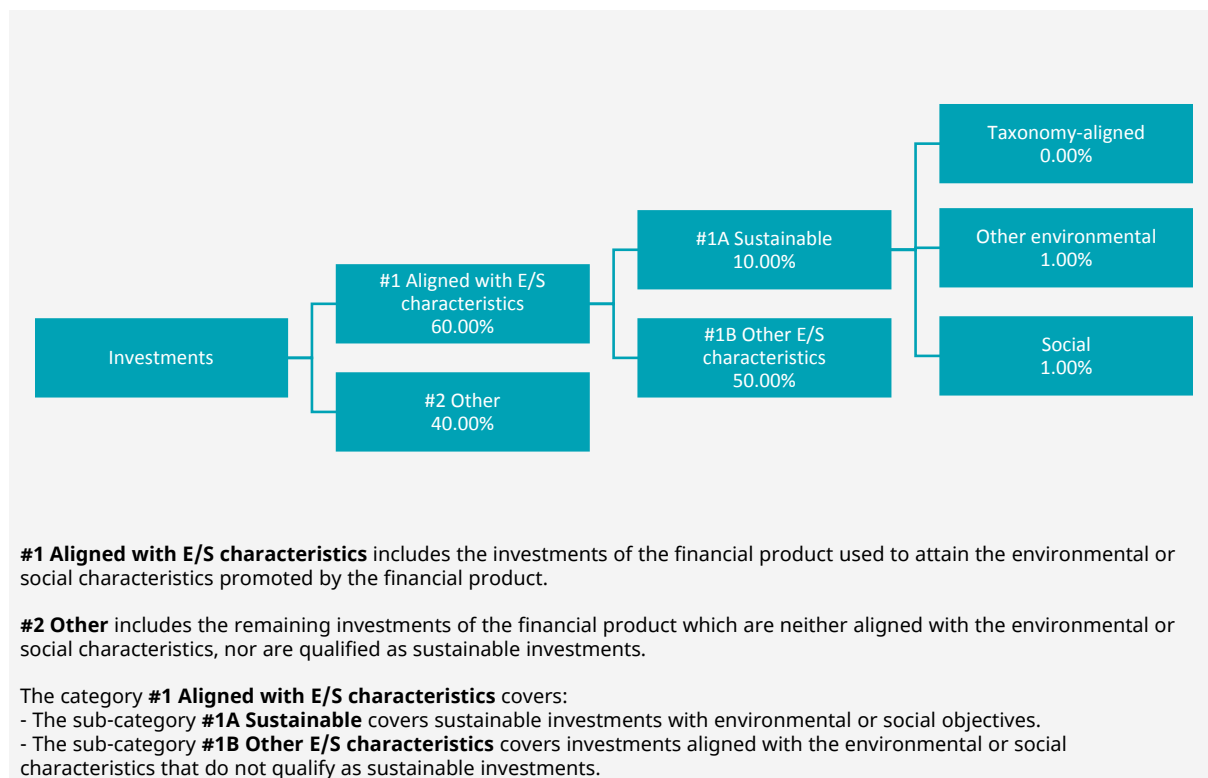 Investments
#1 Aligned with E/S
characteristics
60.00%
#2 Other
40.00%
#1A Sustainable
10.00%
#1B Other E/S
characteristics
50.00%
Taxonomy-aligned
0.00%
Other environmental
1.00%
Social
1.00%
#1 Aligned with E/S characteristics includes the investments of the financial product used to attain the environmental or
social characteristics promoted by the financial product.
#2 Other includes the remaining investments of the financial product which are neither aligned with the environmental or
social characteristics, nor are qualified as sustainable investments.
The category #1 Aligned with E/S characteristics covers:
- The sub-category #1A Sustainable covers sustainable investments with environmental or social objectives.
- The sub-category #1B Other E/S characteristics covers investments aligned with the environmental or social
characteristics that do not qualify as sustainable investments.